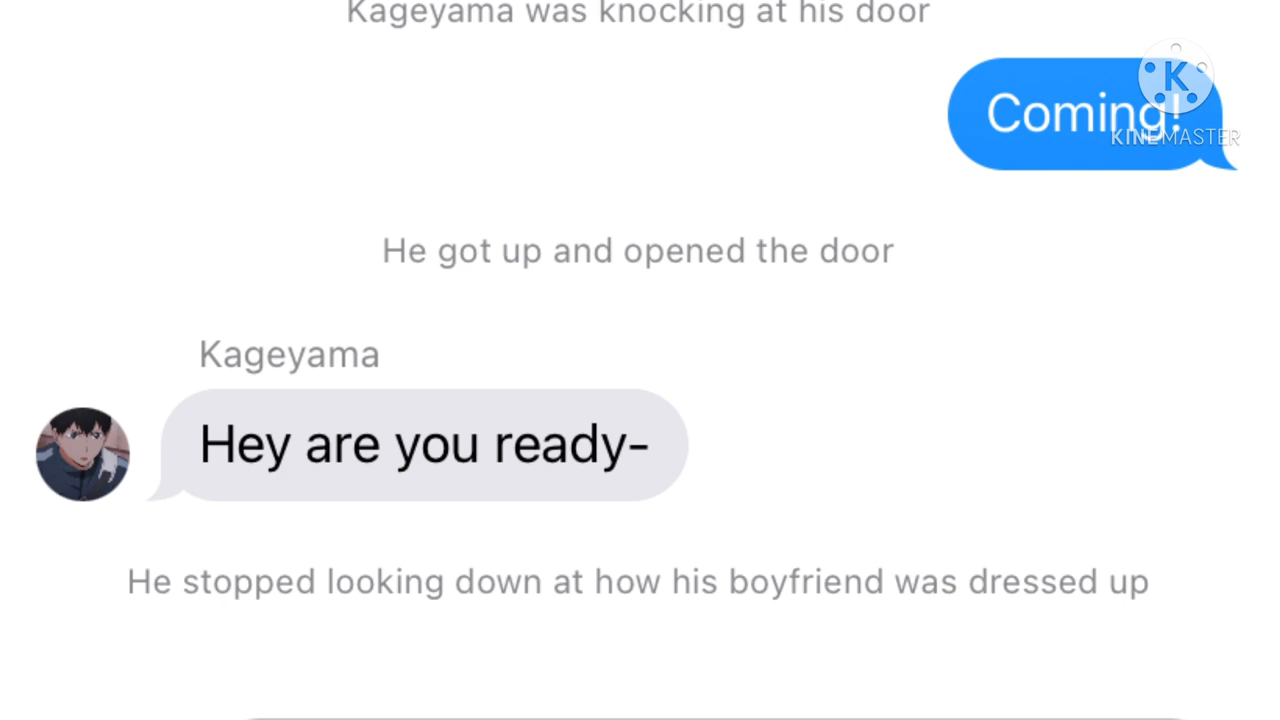 Kageyama was knocking at his door
Coming!
KINEMASTER
He got up and opened the door
Kageyama
Hey are you ready-
He stopped looking down at how his boyfriend was dressed up